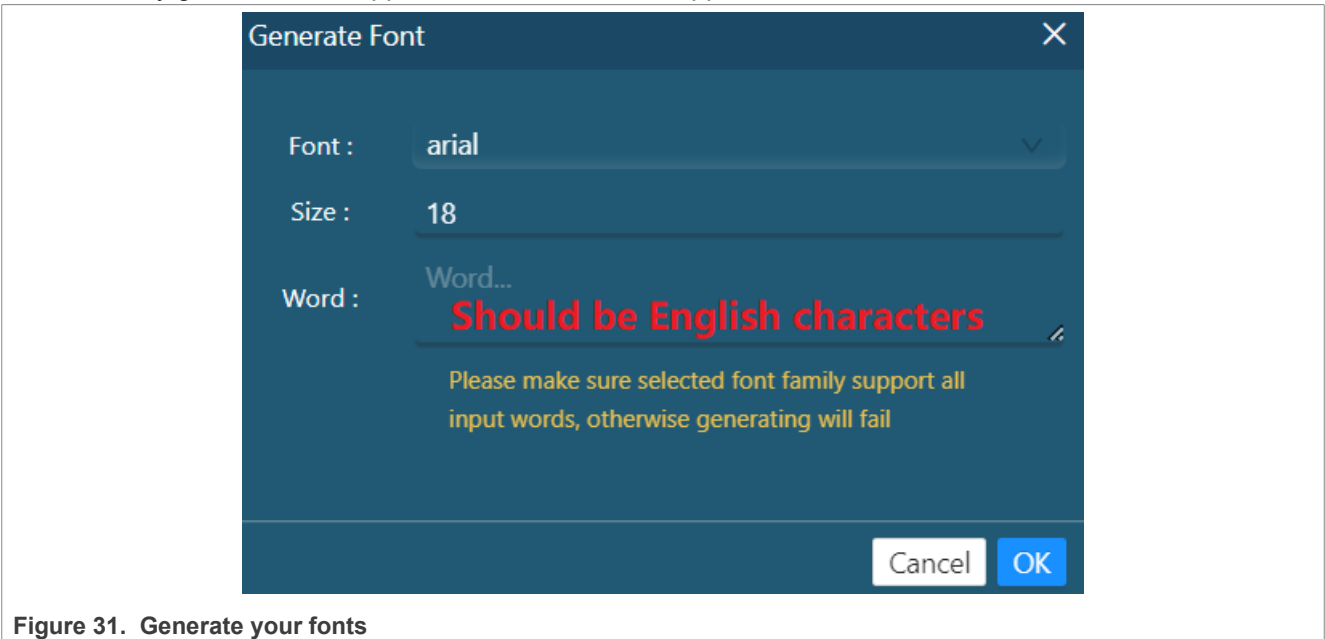 Generate Font
Font :
arial
Size :
18
Word :
Word...
Should be English characters
Please make sure selected font family support all
input words, otherwise generating will fail
Cancel
OK
Figure 31. Generate your fonts